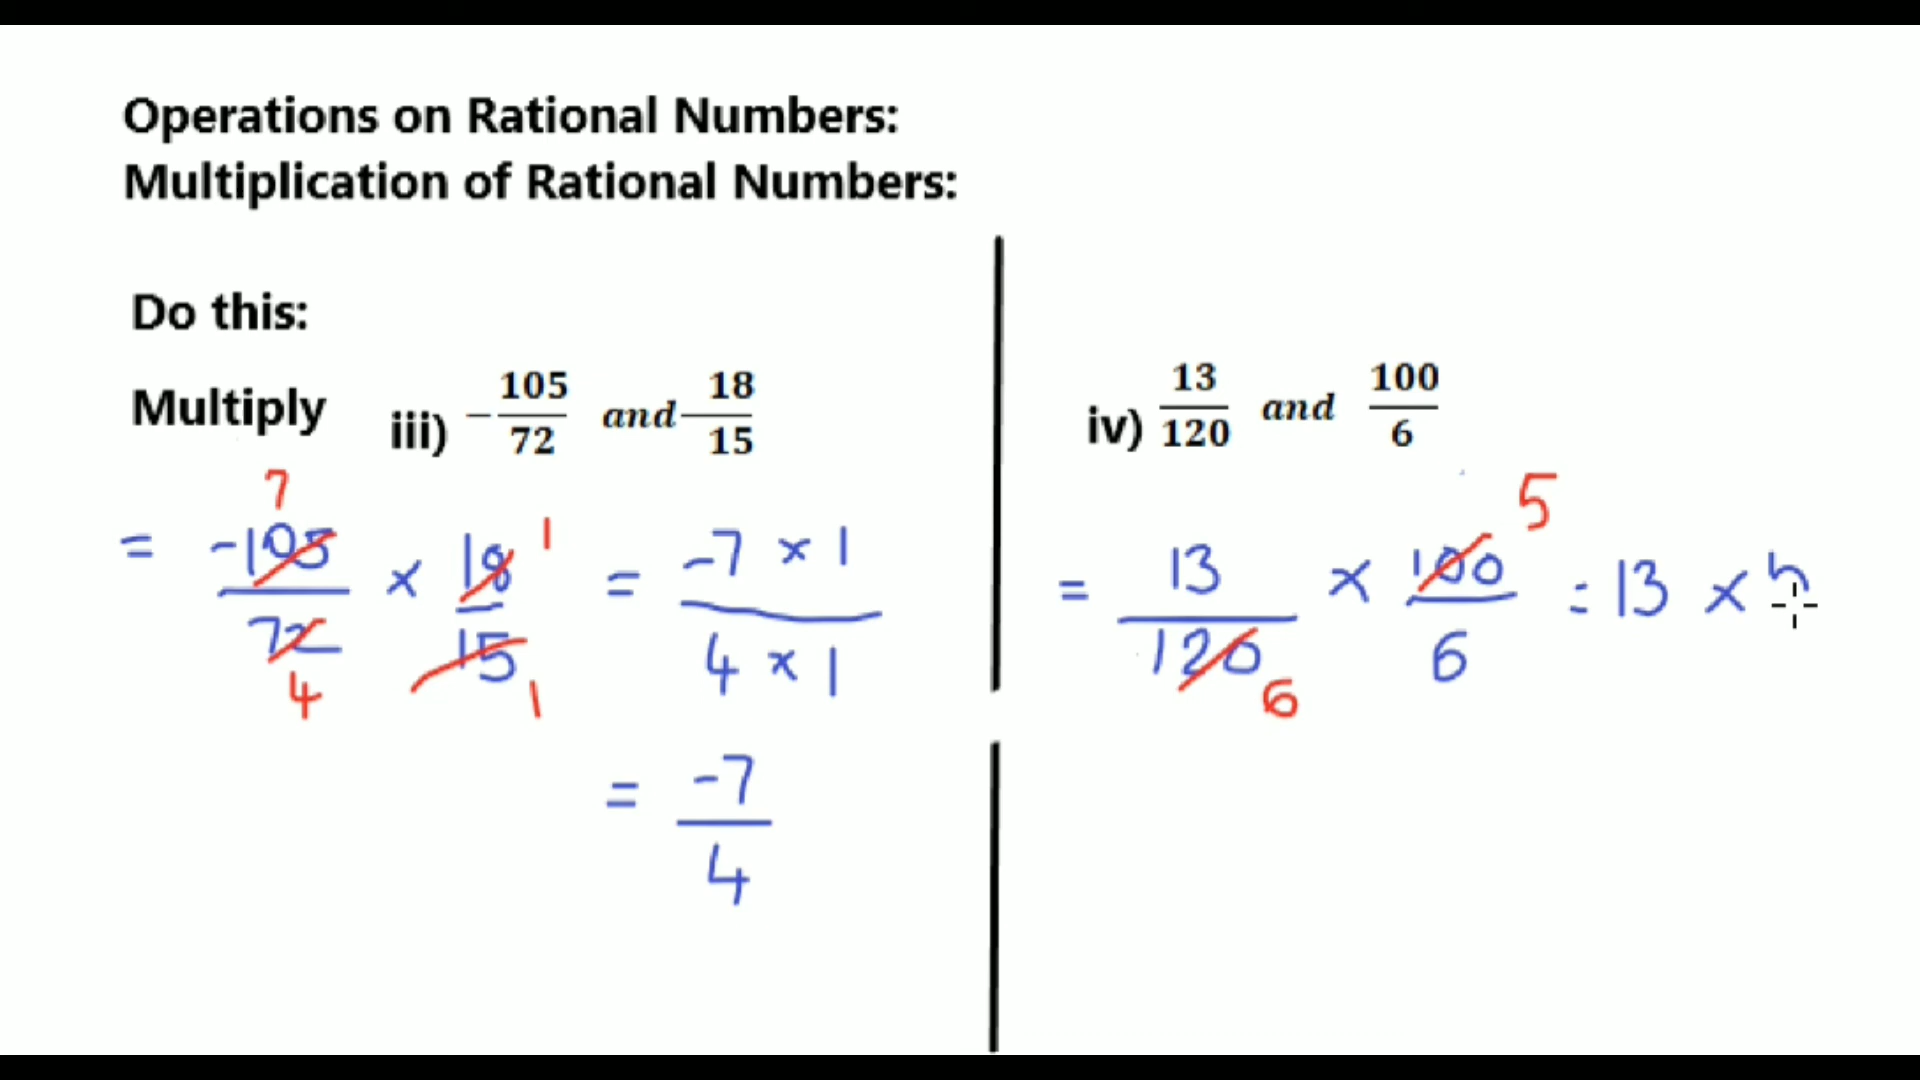 Operations on Rational Numbers:
Multiplication of Rational Numbers:
Do this:
Multiply iii) -105/72 and 18/15
7
= -105/72 × 18/15 = -7 × 1 / 4 × 1
1
4
1
= -7/4
iv) 13/120 and 100/6
5
= 13/120 × 100/6 = 13 × 5
6